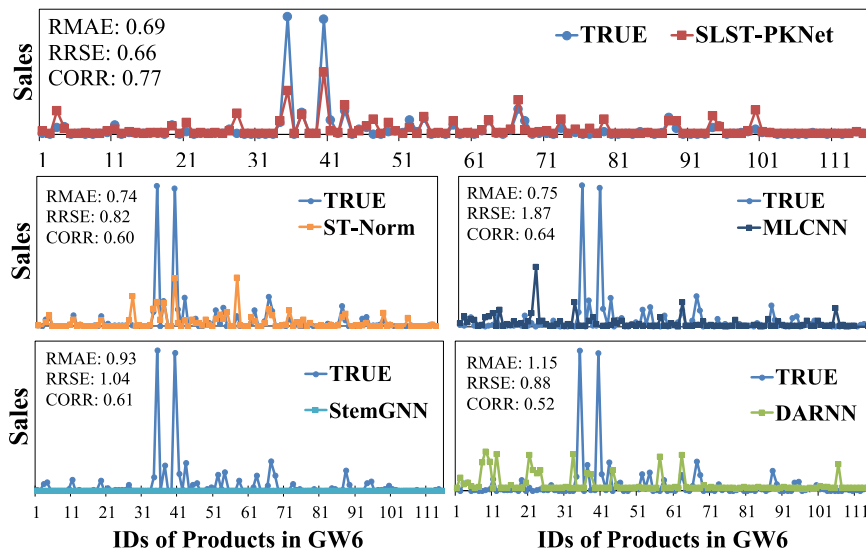 RMAE: 0.69
RRSE: 0.66
CORR: 0.77
TRUE SLST-PKNet
Sales
1 11 21 31 41 51 61 71 81 91 101 111
RMAE: 0.74
RRSE: 0.82
CORR: 0.60
TRUE
ST-Norm
RMAE: 0.75
RRSE: 1.87
CORR: 0.64
TRUE
MLCNN
Sales
RMAE: 0.93
RRSE: 1.04
CORR: 0.61
TRUE
StemGNN
RMAE: 1.15
RRSE: 0.88
CORR: 0.52
TRUE
DARNN
1 11 21 31 41 51 61 71 81 91 101 111
1 11 21 31 41 51 61 71 81 91 101 111
IDs of Products in GW6
IDs of Products in GW6